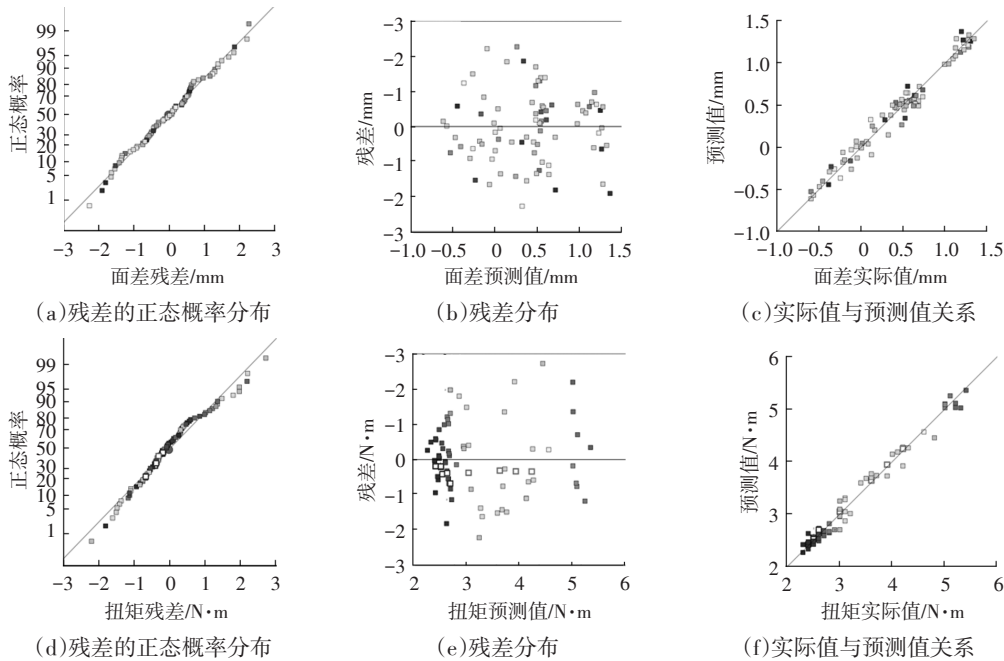 正态概率
99
95
90
80
70
50
30
20
10
5
1
−3 −2 −1 0 1 2 3
面差残差/mm
(a)残差的正态概率分布
残差/mm
−3
−2
−1
0
−1
−2
−3
−1.0 −0.5 0 0.5 1.0 1.5
面差预测值/mm
(b)残差分布
预测值/mm
1.5
1.0
0.5
0
−0.5
−1.0
−1.0 −0.5 0 0.5 1.0 1.5
面差实际值/mm
(c)实际值与预测值关系
正态概率
99
95
90
80
70
50
30
20
10
5
1
−3 −2 −1 0 1 2 3
扭矩残差/N·m
(d)残差的正态概率分布
残差/N·m
−3
−2
−1
0
−1
−2
−3
2 3 4 5 6
扭矩预测值/N·m
(e)残差分布
预测值/N·m
6
5
4
3
2
2 3 4 5 6
扭矩实际值/N·m
(f)实际值与预测值关系